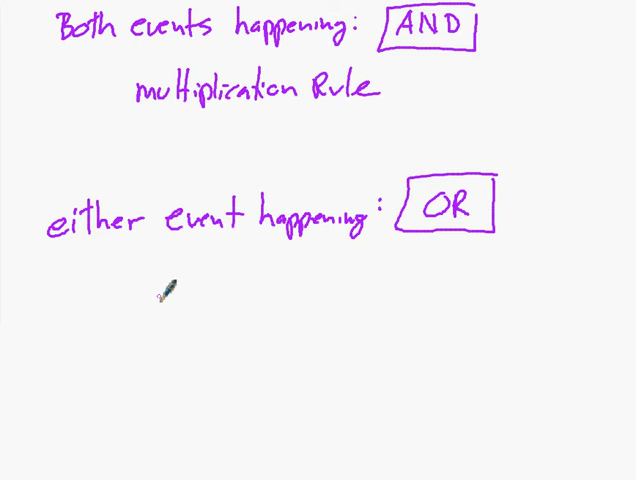 Both events happening: AND
multiplication Rule
either event happening: OR